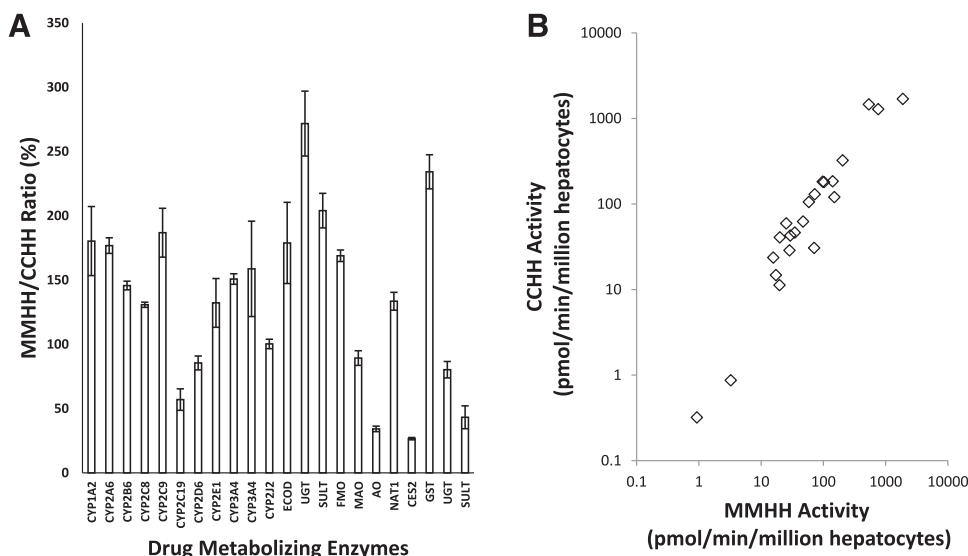 A
MMHH/CCHH Ratio (%)
350
300
250
200
150
100
50
0
CYP1A2
CYP2A6
CYP2B6
CYP2C8
CYP2C9
CYP2C19
CYP2D6
CYP2E1
CYP3A4
CYP3A4
CYP2J2
ECOD
UGT
SULT
FMO
MAO
AO
NAT1
CES2
GST
UGT
SULT
Drug Metabolizing Enzymes
B
CCHH Activity
(pmol/min/million hepatocytes)
10000
1000
100
10
1
0.1
0.1
1
10
100
1000
10000
MMHH Activity
(pmol/min/million hepatocytes)